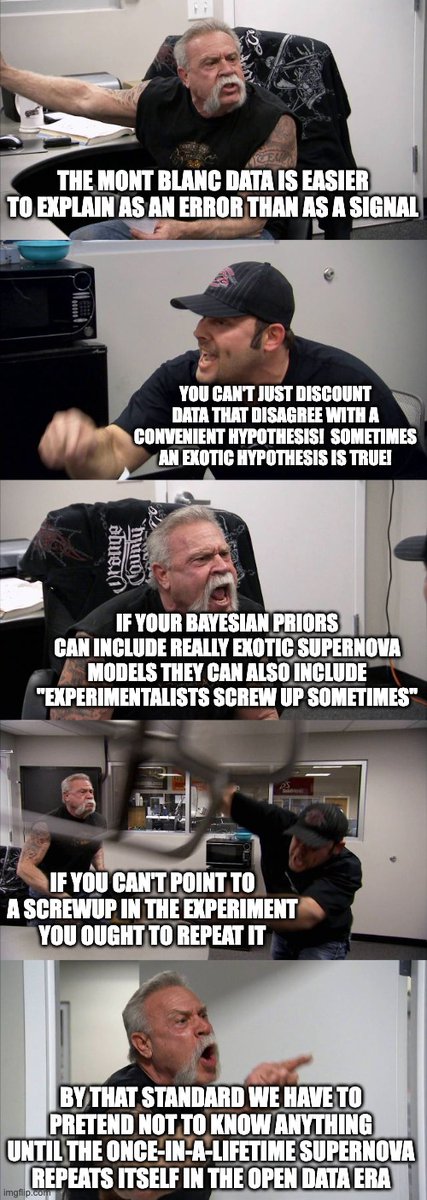 THE MONT BLANC DATA IS EASIER
TO EXPLAIN AS AN ERROR THAN AS A SIGNAL
YOU CAN'T JUST DISCOUNT
DATA THAT DISAGREE WITH A
CONVENIENT HYPOTHESIS! SOMETIMES
AN EXOTIC HYPOTHESIS IS TRUE!
Orange
County
IF YOUR BAYESIAN PRIORS
CAN INCLUDE REALLY EXOTIC SUPERNOVA
MODELS THEY CAN ALSO INCLUDE
"EXPERIMENTALISTS SCREW UP SOMETIMES"
IF YOU CAN'T POINT TO
A SCREWUP IN THE EXPERIMENT
YOU OUGHT TO REPEAT IT
BY THAT STANDARD WE HAVE TO
PRETEND NOT TO KNOW ANYTHING
UNTIL THE ONCE-IN-A-LIFETIME SUPERNOVA
REPEATS ITSELF IN THE OPEN DATA ERA
imgflip.com